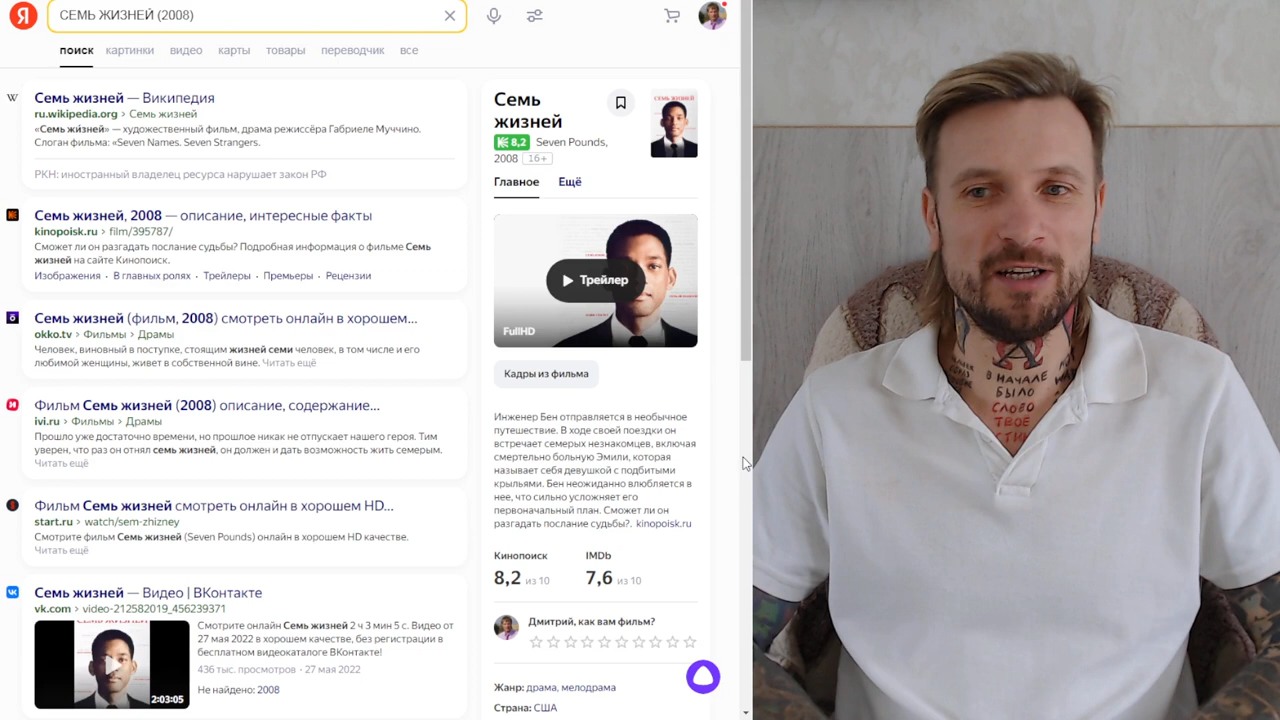 Я
СЕМЬ ЖИЗНЕЙ (2008)
поиск картинки видео карты товары переводчик все
W
Семь жизней — Википедия
ru.wikipedia.org › Семь жизней
«Семь жи́зней» — художественный фильм, драма режиссёра Габриеле Муччино.
Слоган фильма: «Seven Names. Seven Strangers.
РКН: иностранный владелец ресурса нарушает закон РФ
Семь жизней, 2008 — описание, интересные факты
kinopoisk.ru › film/395787/
Сможет ли он разгадать послание судьбы? Подробная информация о фильме Семь
жизней на сайте Кинопоиск.
Изображения · В главных ролях · Трейлеры · Премьеры · Рецензии
Семь жизней (фильм, 2008) смотреть онлайн в хорошем...
okko.tv › Фильмы › Драмы
Человек, виновный в поступке, стоящим жизней семи человек, в том числе и его
любимой женщины, живет в собственной вине. Читать ещё
Фильм Семь жизней (2008) описание, содержание...
ivi.ru › Фильмы › Драмы
Прошло уже достаточно времени, но прошлое никак не отпускает нашего героя. Тим
уверен, что раз он отнял семь жизней, он должен и дать возможность жить семерым.
Читать ещё
Фильм Семь жизней смотреть онлайн в хорошем HD...
start.ru › watch/sem-zhizney
Смотрите фильм Семь жизней (Seven Pounds) онлайн в хорошем HD качестве.
Читать ещё
Семь жизней — Видео | ВКонтакте
vk.com › video-212582019_456239371
Смотрите онлайн Семь жизней 2 ч 3 мин 5 с. Видео от
27 мая 2022 в хорошем качестве, без регистрации в
бесплатном видеокаталоге ВКонтакте!
436 тыс. просмотров · 27 мая 2022
Не найдено: 2008
2:03:05
Семь
жизней
8,2 Seven Pounds,
2008 16+
Главное Ещё
Трейлер
FullHD
Кадры из фильма
Инженер Бен отправляется в необычное
путешествие. В ходе своей поездки он
встречает семерых незнакомцев, включая
смертельно больную Эмили, которая
называет себя девушкой с подбитыми
крыльями. Бен неожиданно влюбляется в
нее, что сильно усложняет его
первоначальный план. Сможет ли он
разгадать послание судьбы?. kinopoisk.ru
Кинопоиск IMDb
8,2 из 10 7,6 из 10
Дмитрий, как вам фильм?
Жанр: драма, мелодрама
Страна: США
В НАЧАЛЕ
БЫЛО
СЛОВО
ТВОЕ